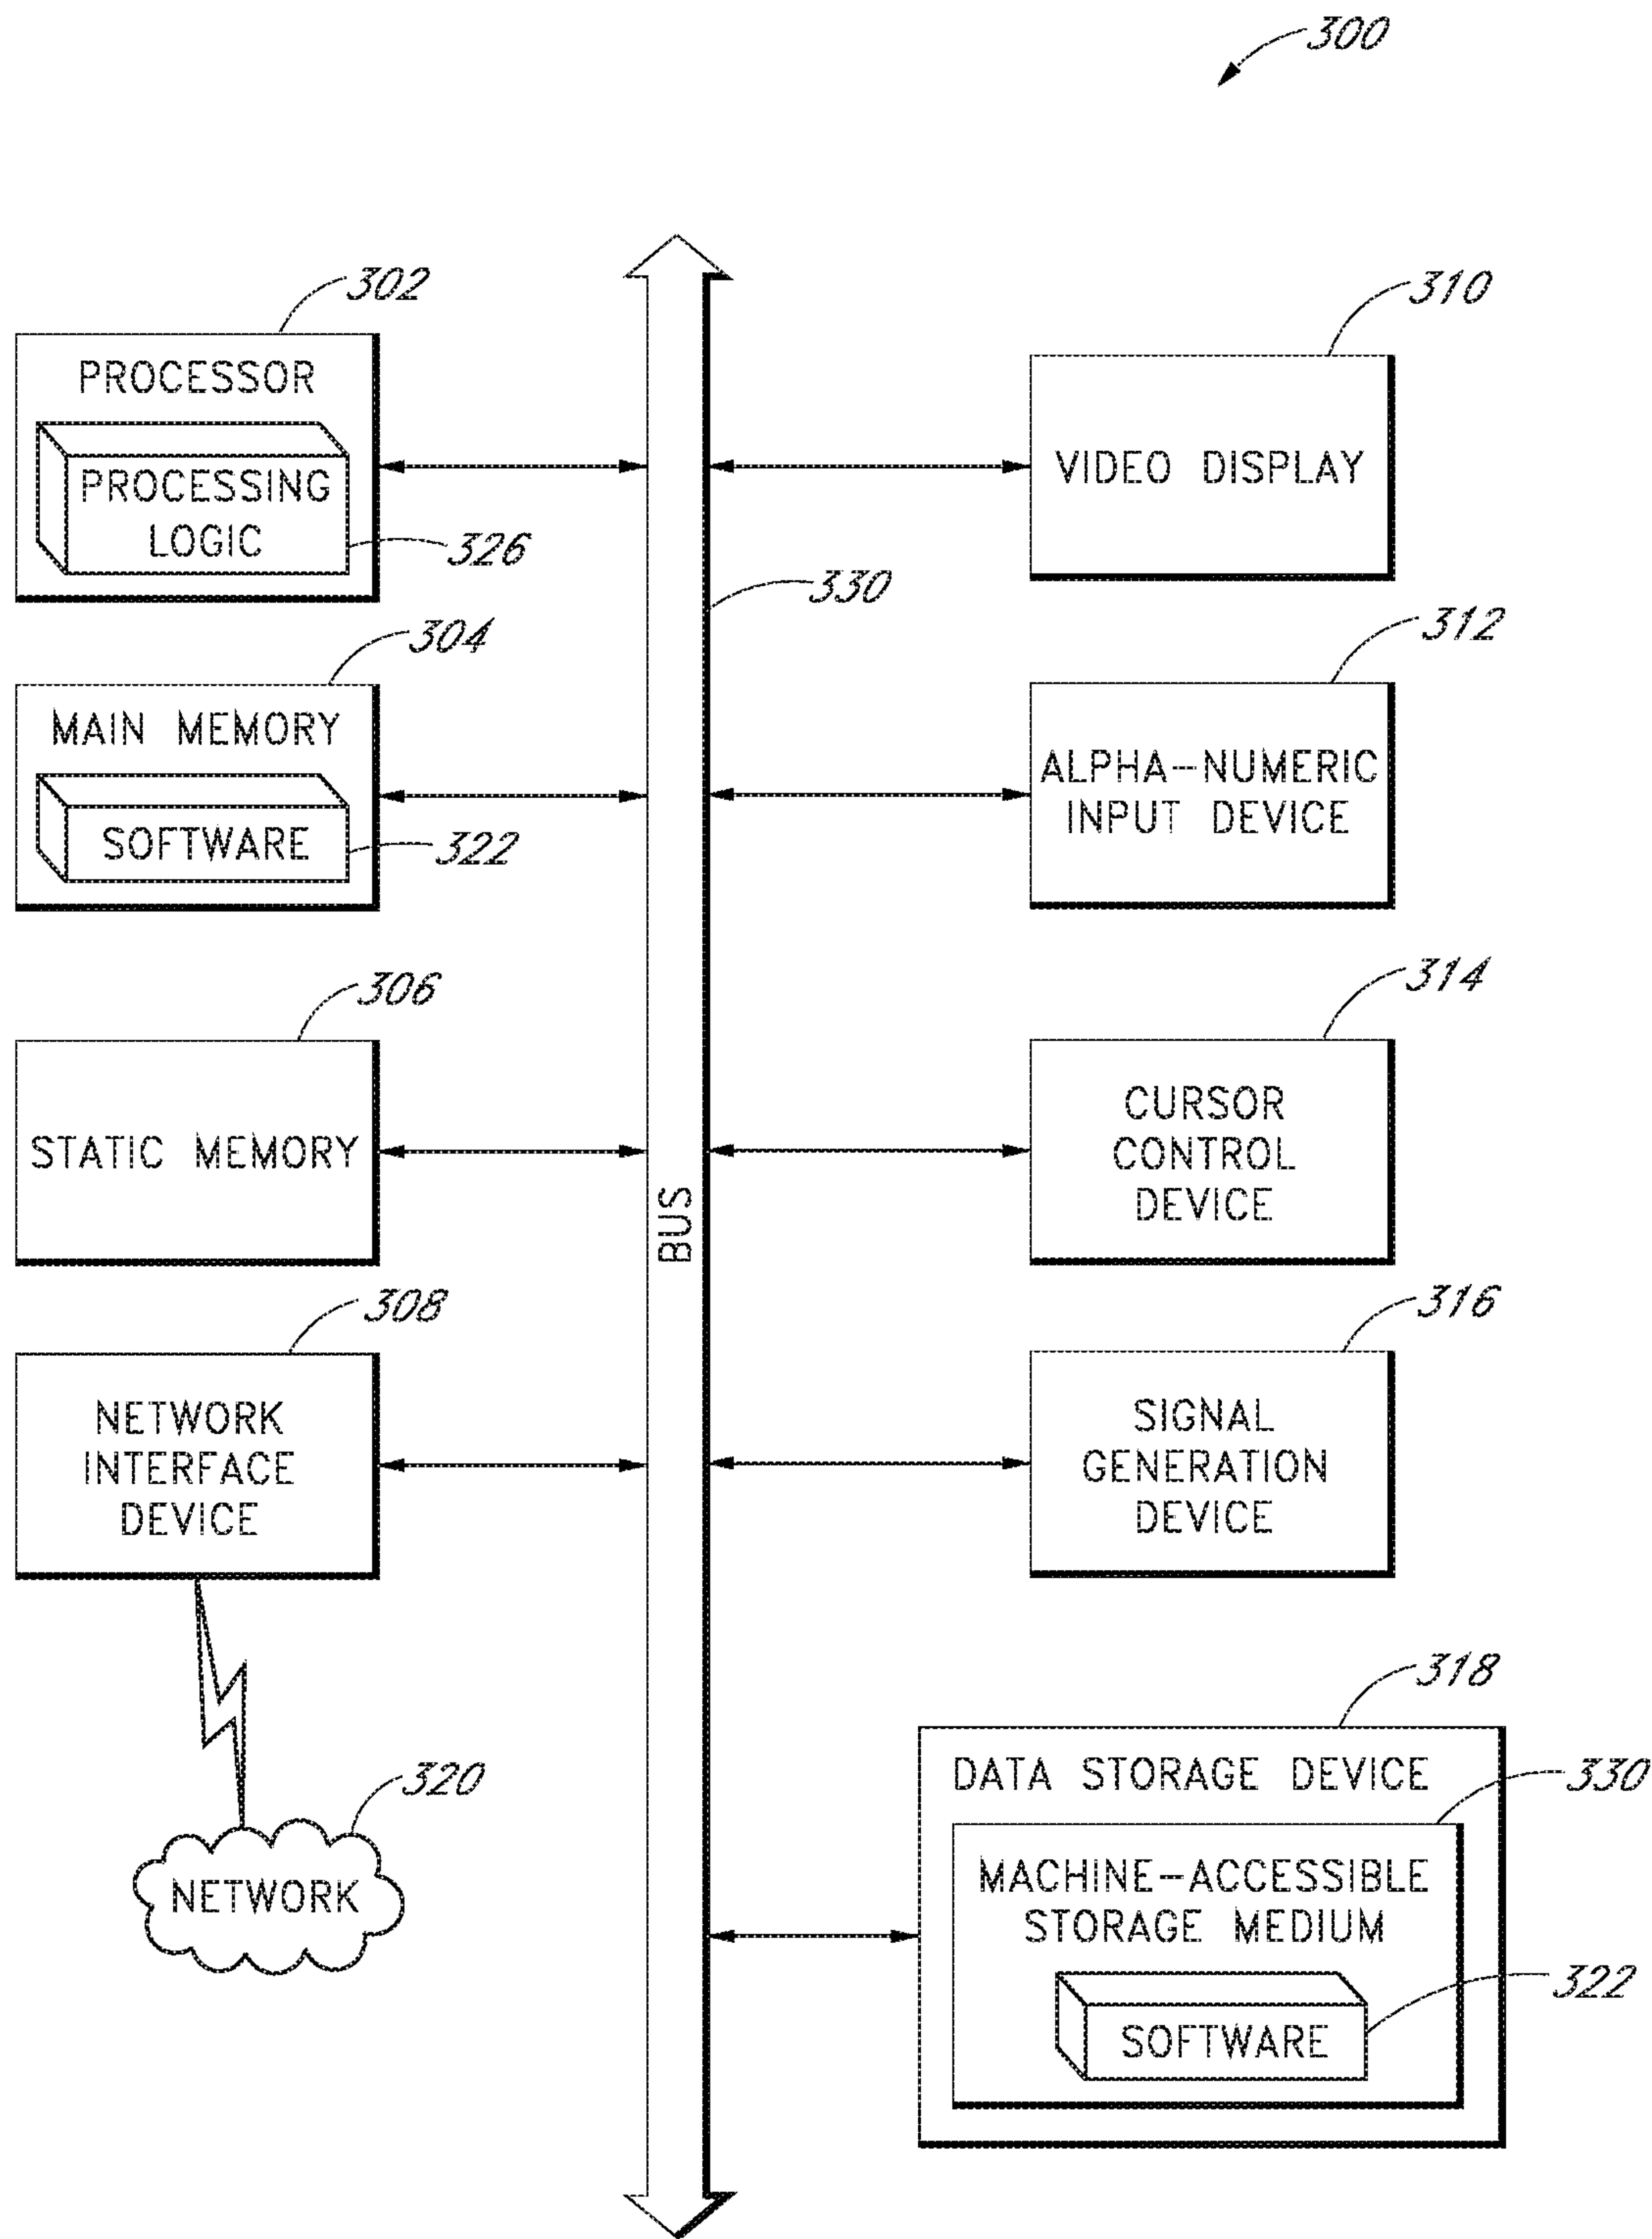 300
302
PROCESSOR
PROCESSING
LOGIC
326
304
MAIN MEMORY
SOFTWARE
322
306
STATIC MEMORY
308
NETWORK
INTERFACE
DEVICE
320
NETWORK
BUS
330
310
VIDEO DISPLAY
312
ALPHA-NUMERIC
INPUT DEVICE
314
CURSOR
CONTROL
DEVICE
316
SIGNAL
GENERATION
DEVICE
318
DATA STORAGE DEVICE
330
MACHINE-ACCESSIBLE
STORAGE MEDIUM
SOFTWARE
322